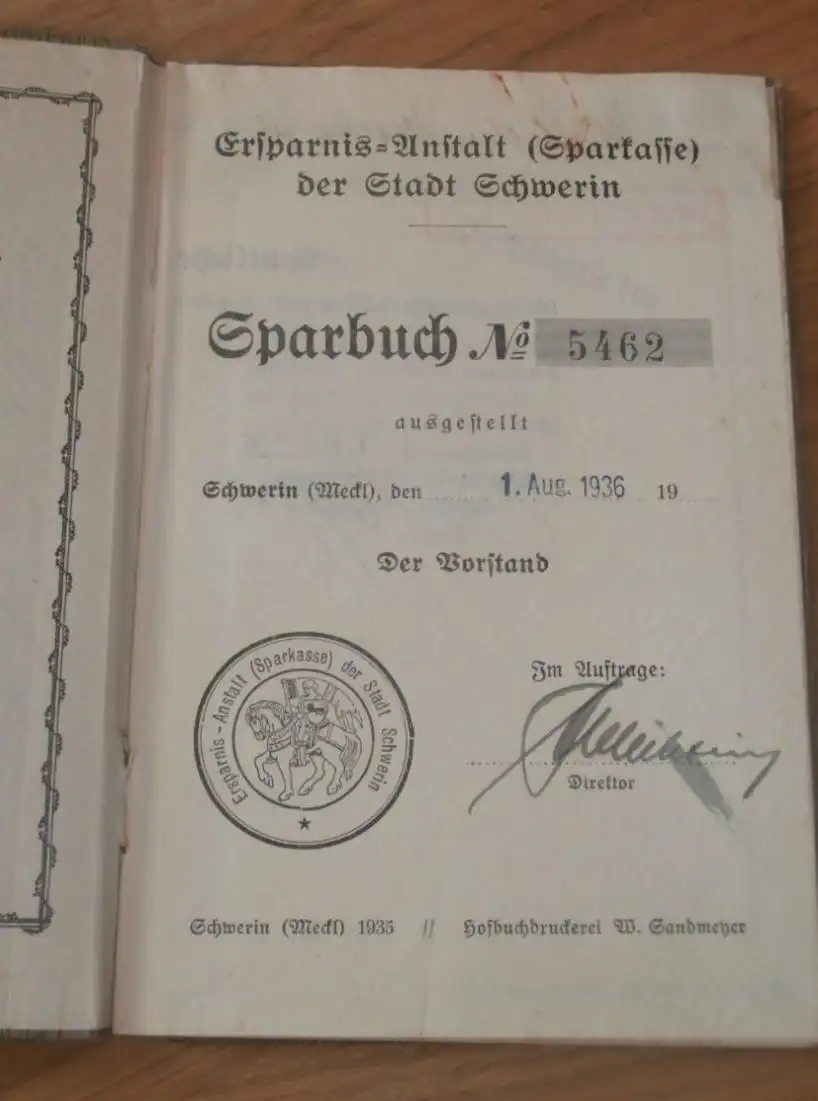 Ersparnis=Anstalt (Sparkasse)
der Stadt Schwerin
Sparbuch № 5462
ausgestellt
Schwerin (Meckl), den 1. Aug. 1936 19
Der Vorstand
Ersparnis - Anstalt (Sparkasse) der Stadt Schwerin
Im Auftrage:
Direktor
Schwerin (Meckl) 1935 // Hofbuchdruckerei W. Sandmeyer